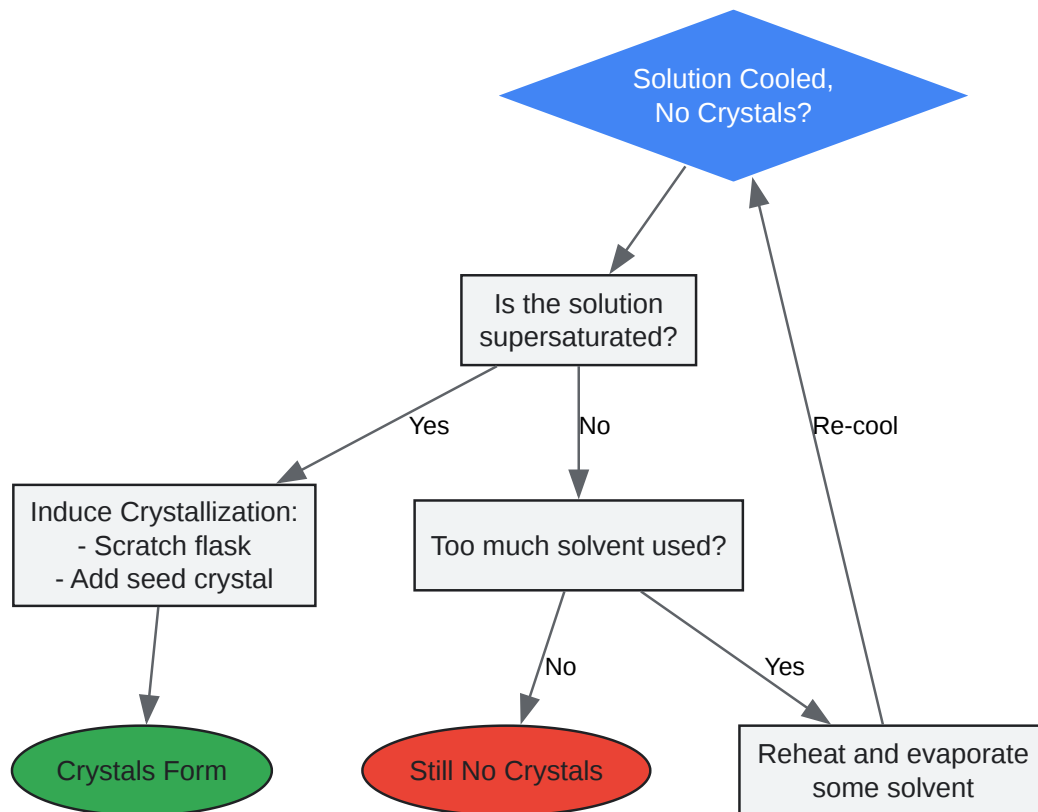 Solution Cooled,
No Crystals?
Is the solution
supersaturated?
Yes
No
Re-cool
Induce Crystallization:
- Scratch flask
- Add seed crystal
Too much solvent used?
No
Yes
Crystals Form
Still No Crystals
Reheat and evaporate
some solvent